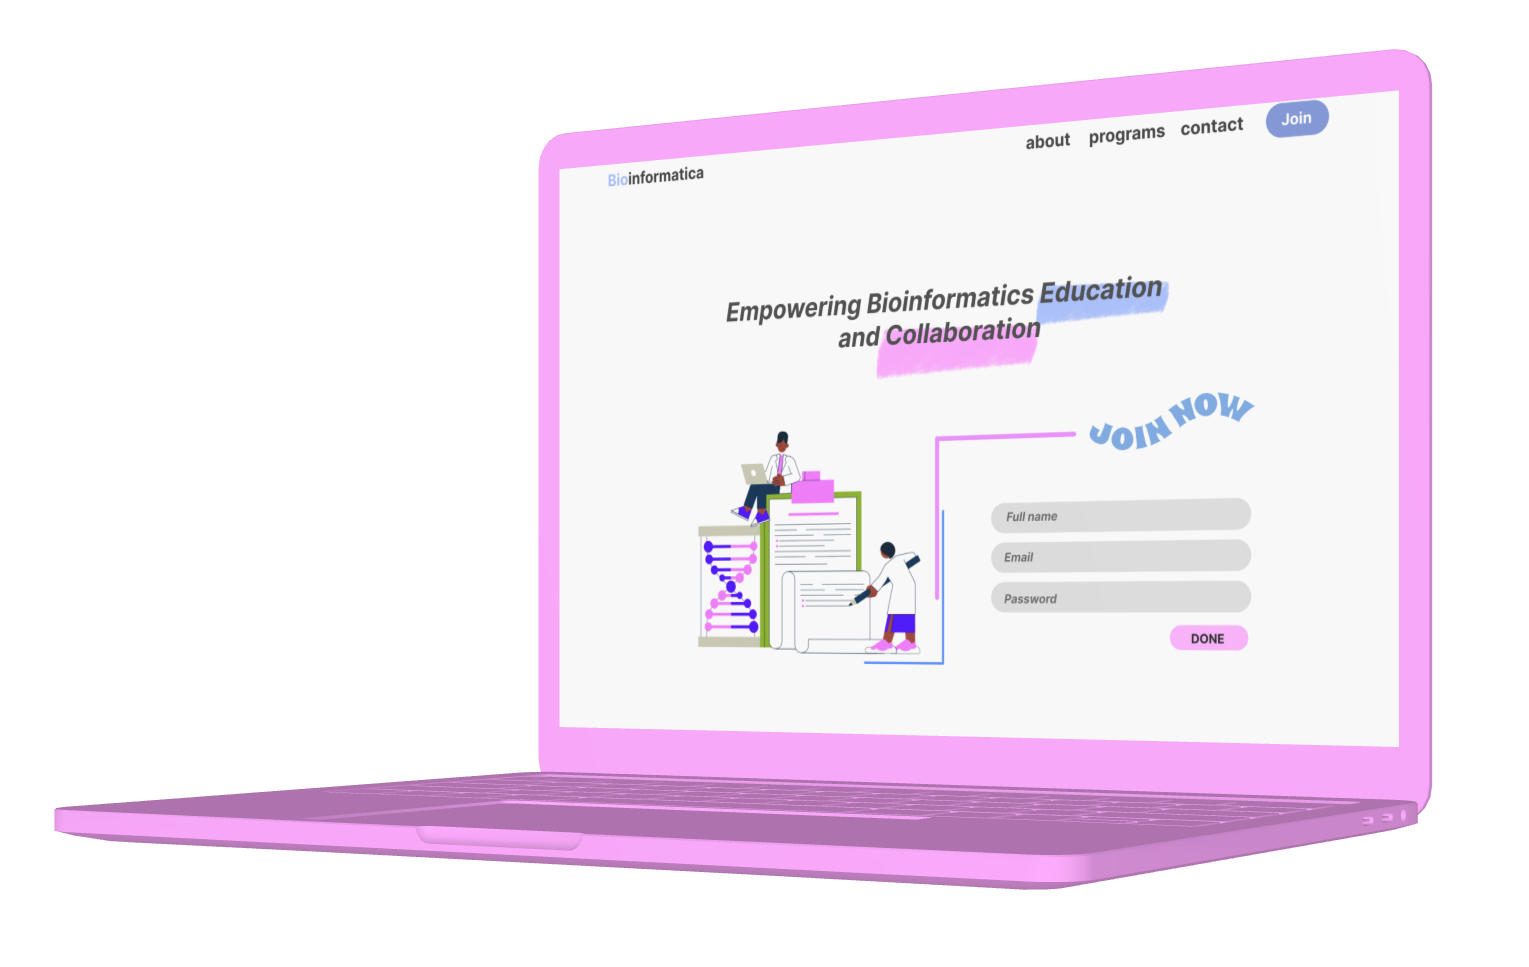 about programs contact Join
Bioinformatica
Empowering Bioinformatics Education
and Collaboration
JOIN NOW
Full name
Email
Password
DONE